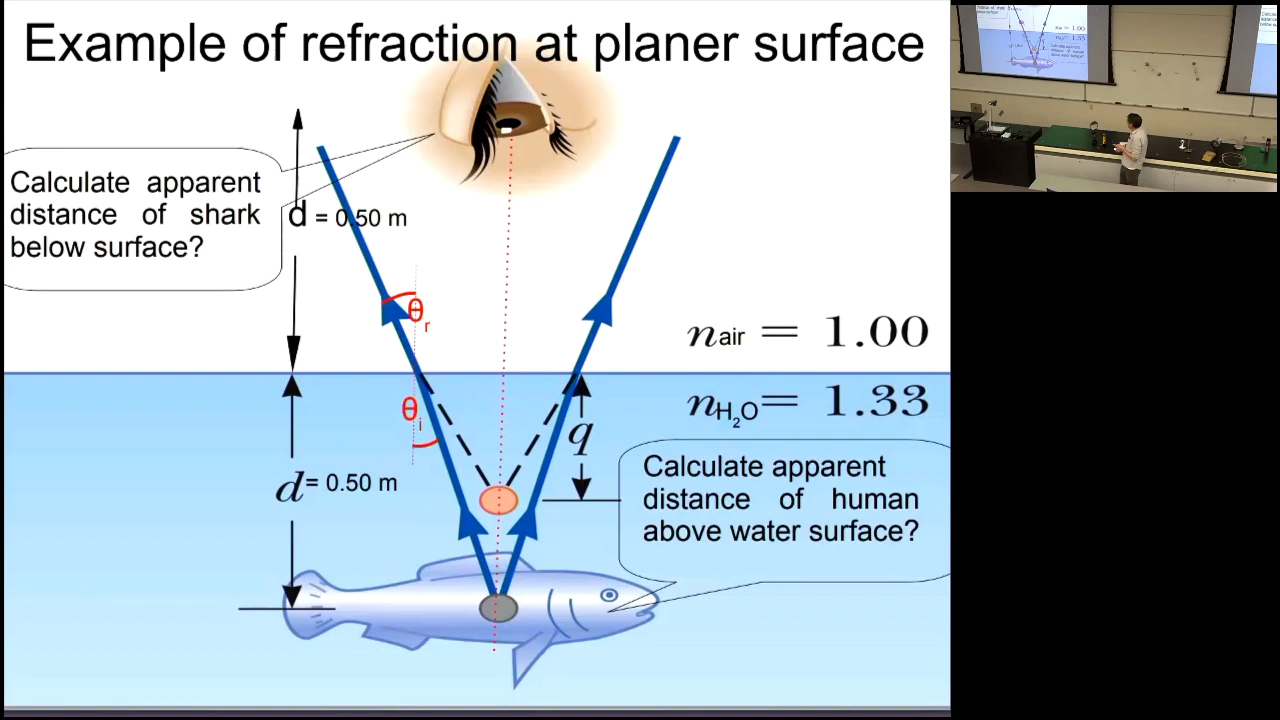 Example of refraction at planer surface
Calculate apparent
distance of shark
below surface?
d = 0.50 m
θr
nair = 1.00
θi
nH2O = 1.33
q
d = 0.50 m
Calculate apparent
distance of human
above water surface?